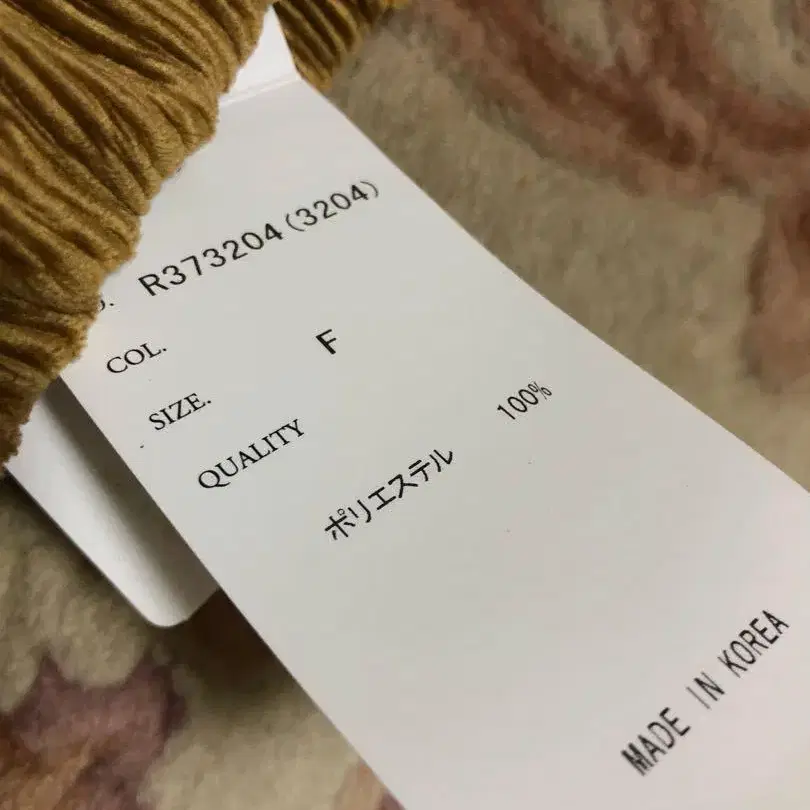 R373204(3204)
COL.
SIZE. F
QUALITY
ポリエステル 100%
MADE IN KOREA